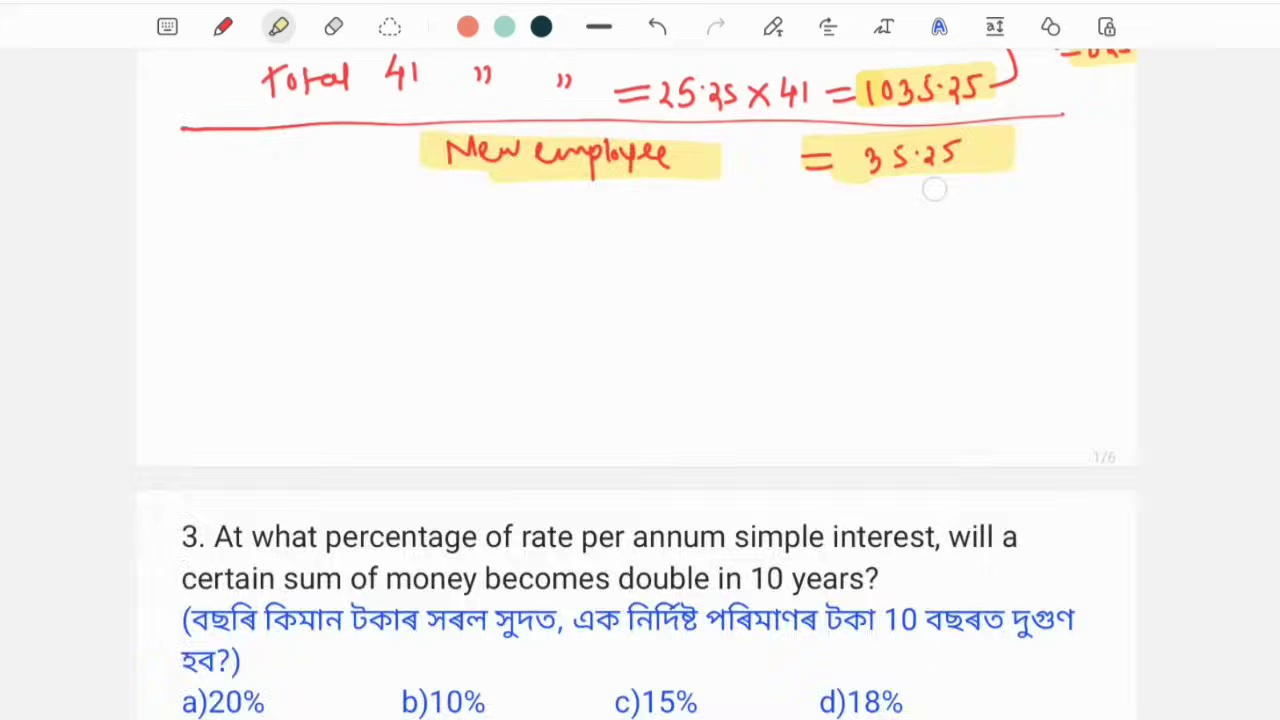 Total 41 " " = 25.25 × 41 = 1035.25
New employee = 35.25
1/6
3. At what percentage of rate per annum simple interest, will a
certain sum of money becomes double in 10 years?
(বছৰি কিমান টকাৰ সৰল সুদত, এক নিৰ্দিষ্ট পৰিমাণৰ টকা 10 বছৰত দুগুণ
হব?)
a)20% b)10% c)15% d)18%